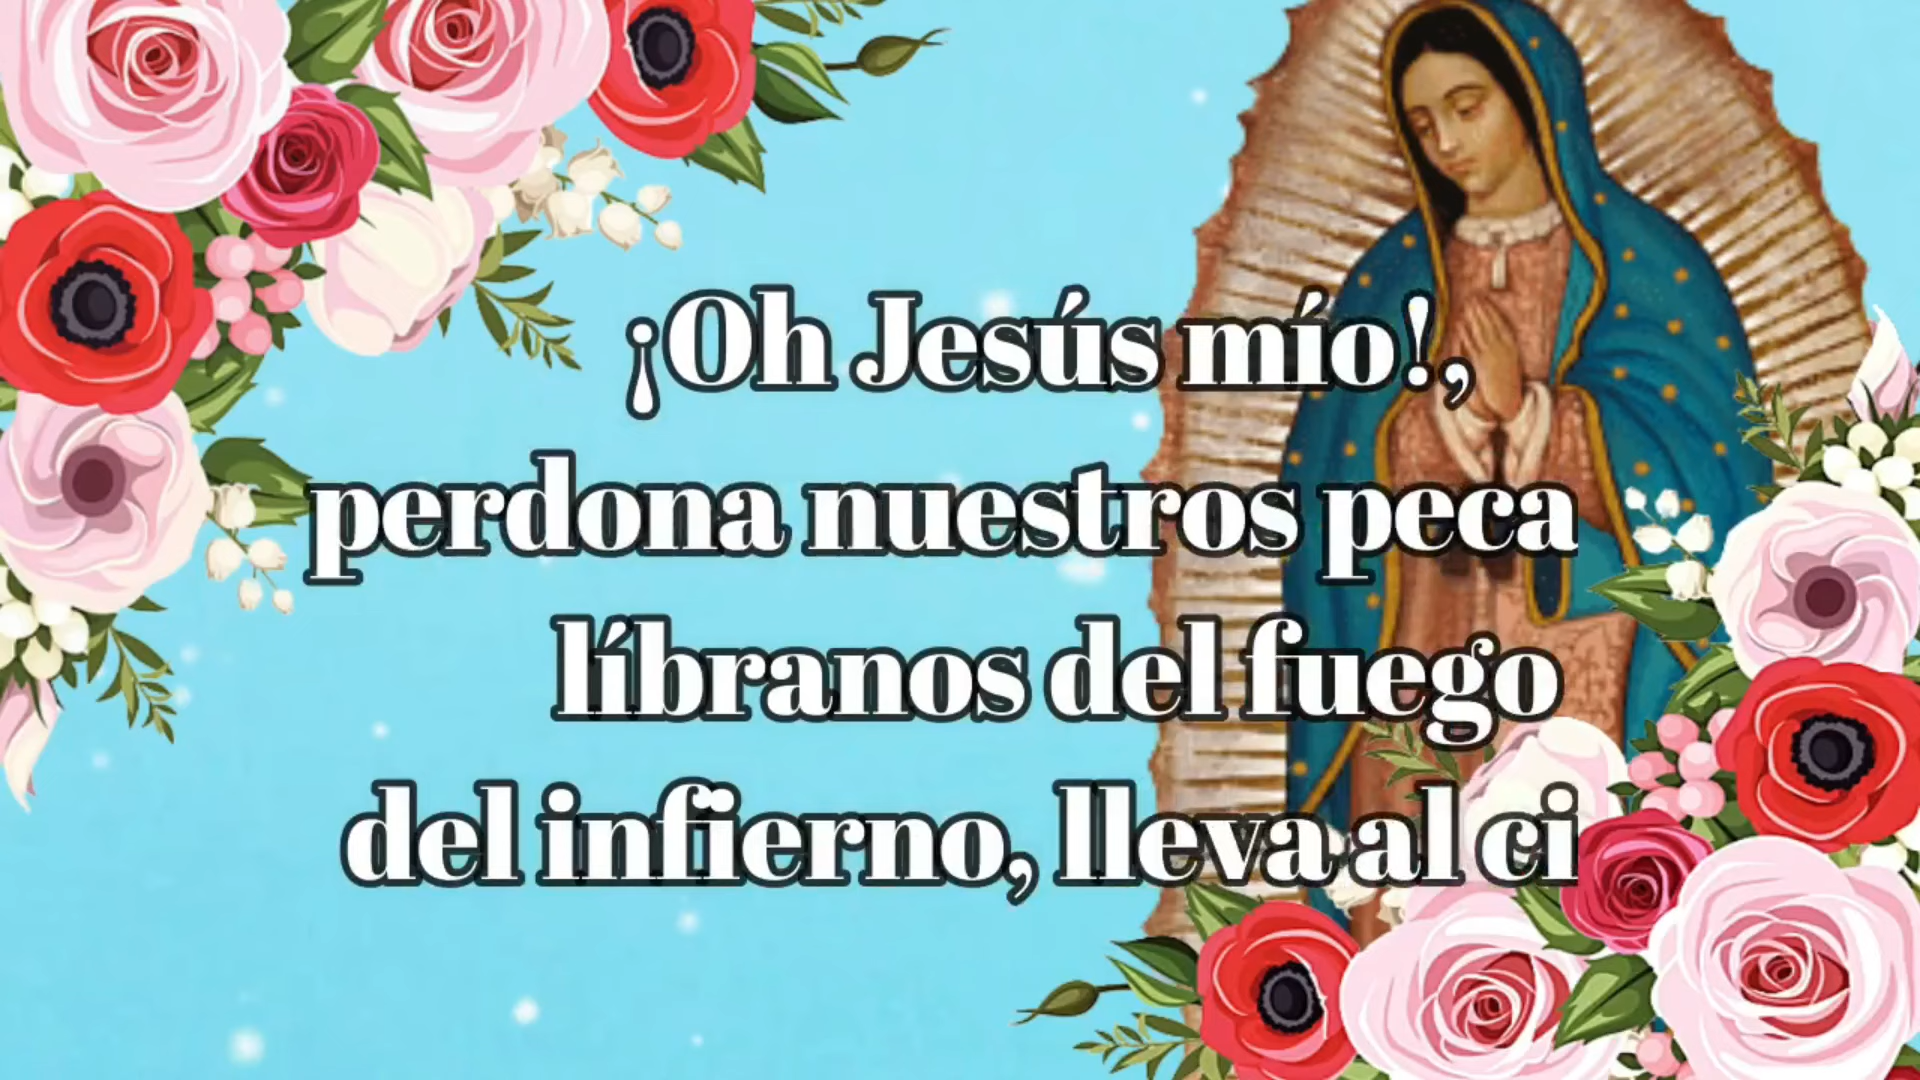 ¡Oh Jesús mío!,
perdona nuestros peca
líbranos del fuego
del infierno, lleva al ci